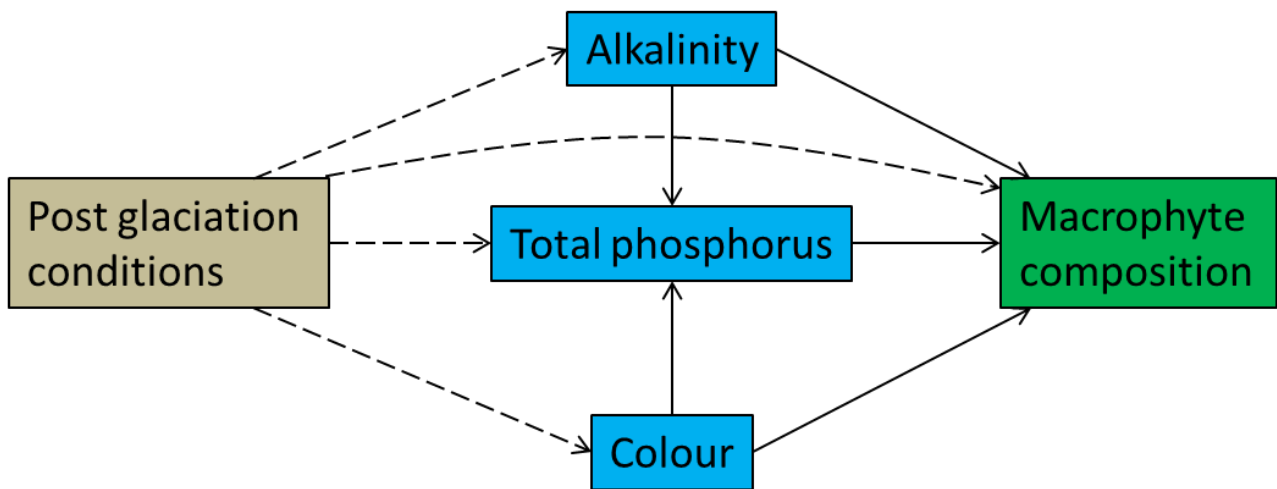 Alkalinity
Post glaciation
conditions
Total phosphorus
Macrophyte
composition
Colour